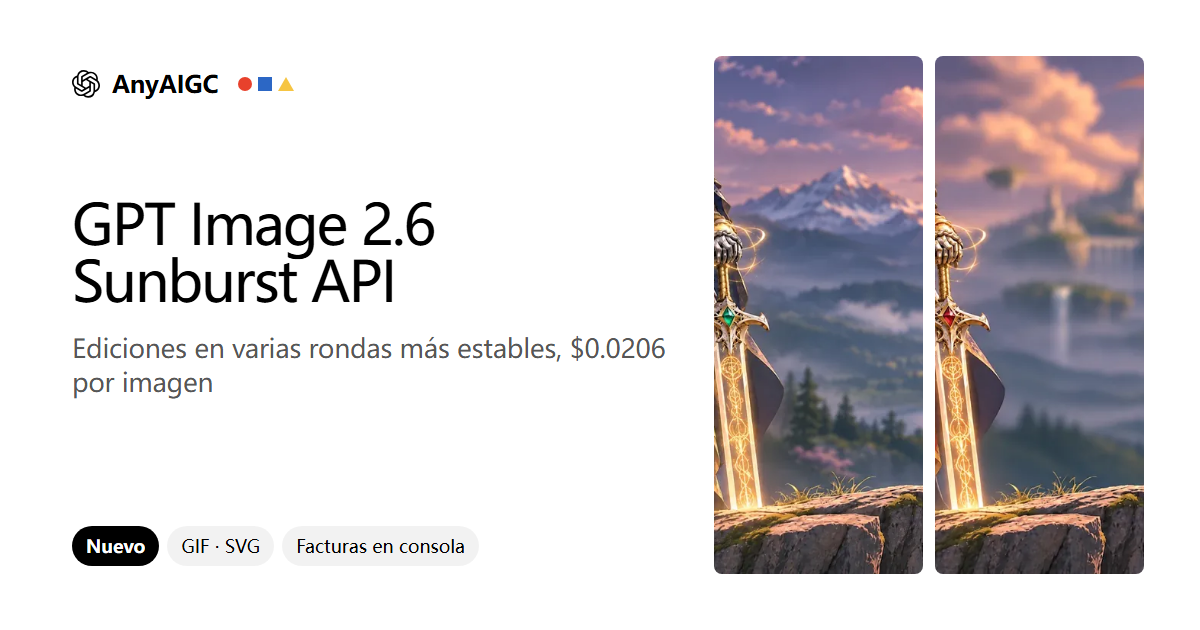 AnyAIGC
GPT Image 2.6
Sunburst API
Ediciones en varias rondas más estables, $0.0206
por imagen
Nuevo
GIF · SVG
Facturas en consola